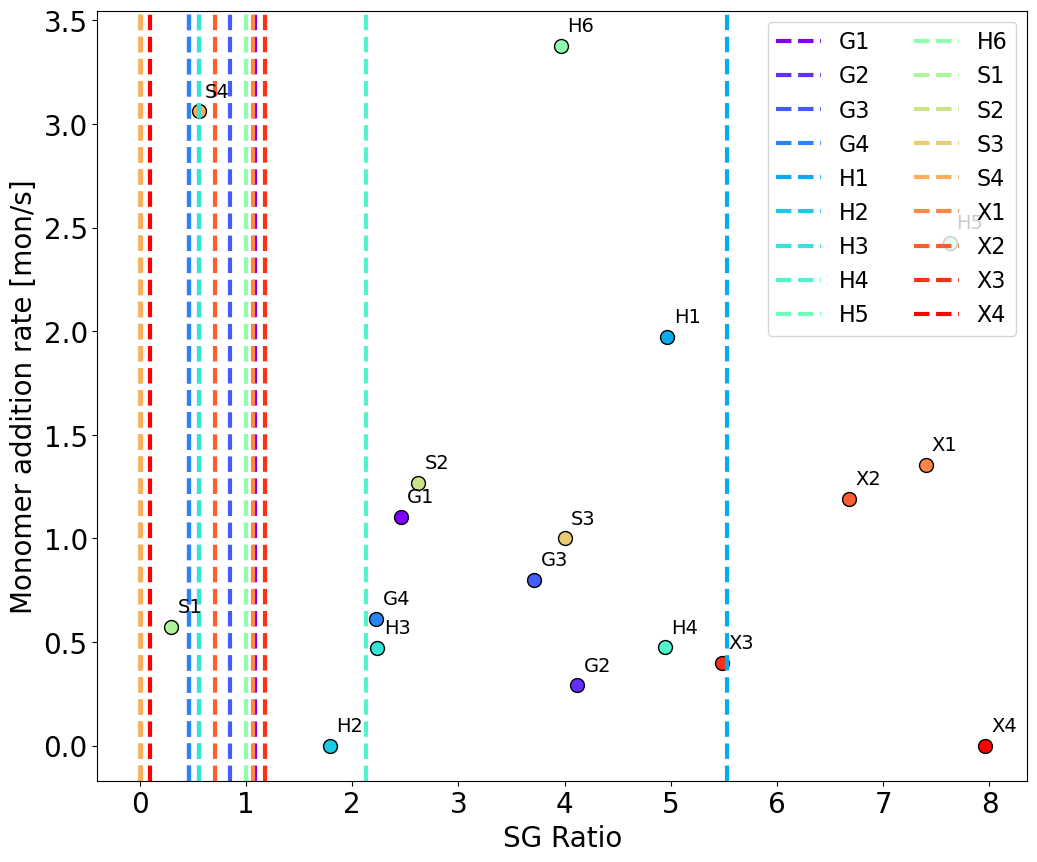 3.5
3.0
2.5
2.0
1.5
1.0
0.5
0.0
Monomer addition rate [mon/s]
0
1
2
3
4
5
6
7
8
SG Ratio
H6
S4
H5
H1
S2
G1
X1
X2
S3
G3
S1
G4
H3
H4
X3
G2
H2
X4
G1
G2
G3
G4
H1
H2
H3
H4
H5
H6
S1
S2
S3
S4
X1
X2
X3
X4